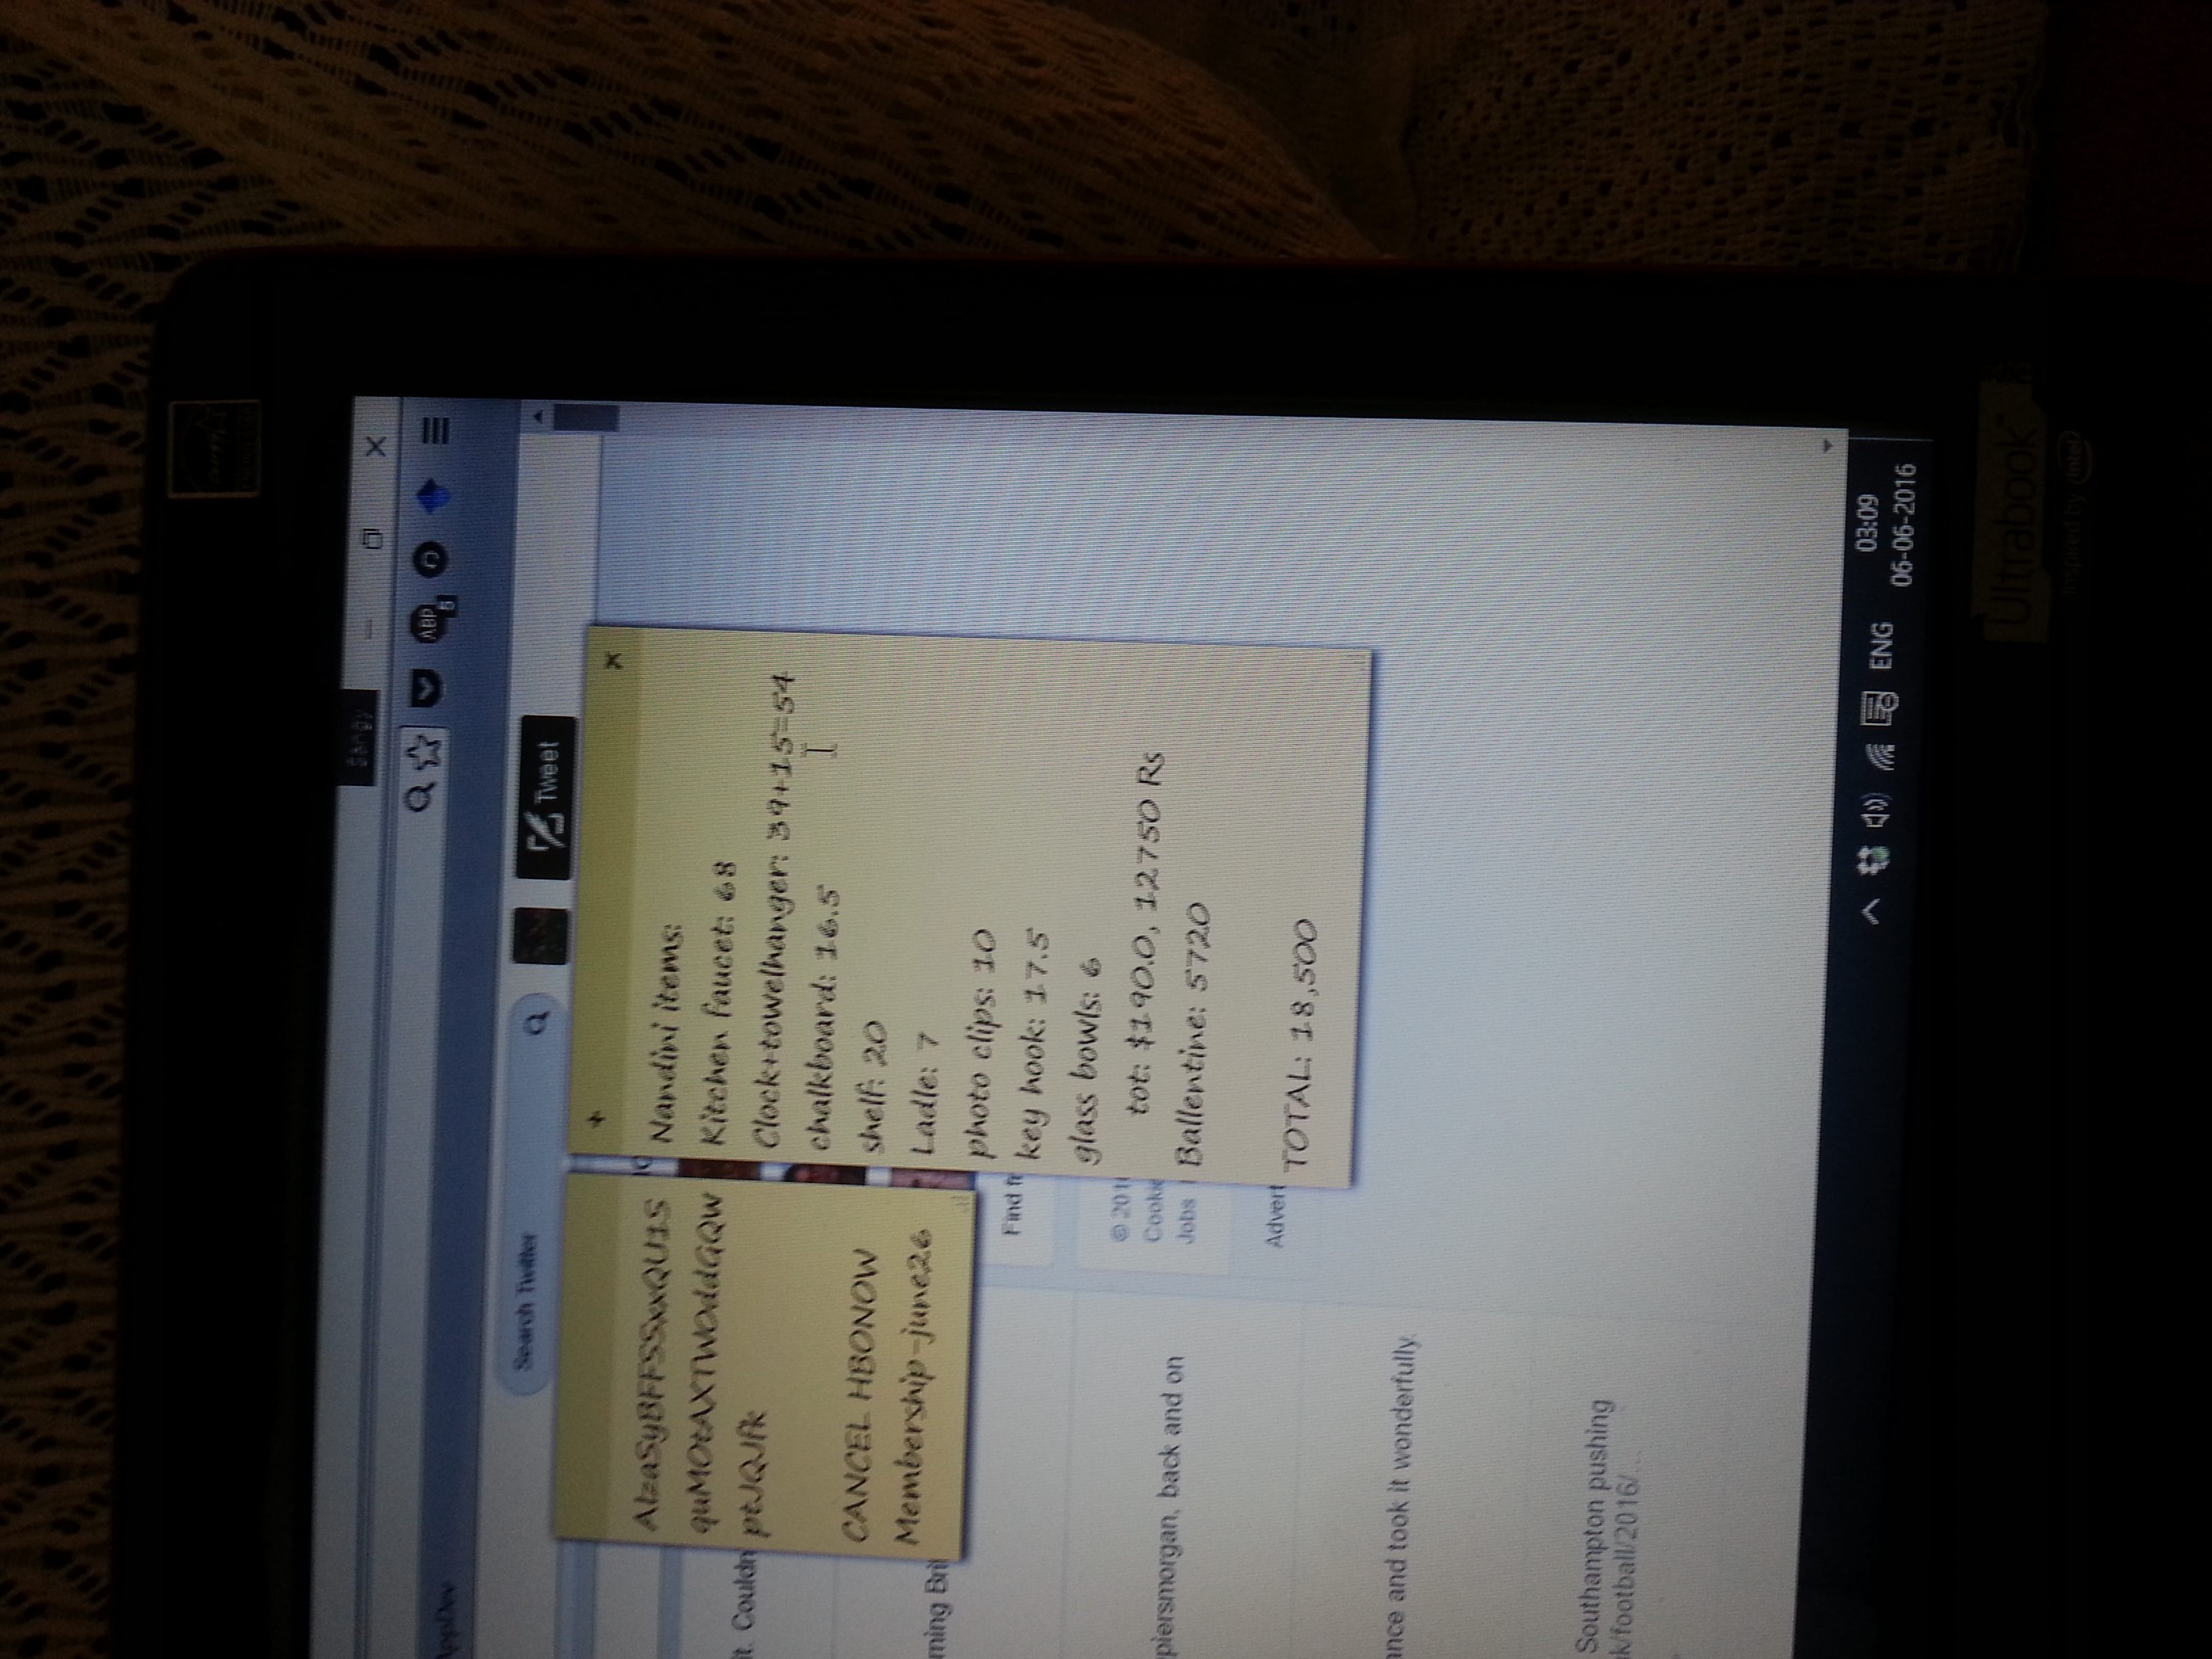 Sangy
AppDev
ABP
5
Search Twitter
Tweet
AIzaSyBFFSSxxQU1S
quMOtAXTWOddGQW
ptJQJfk
CANCEL HBONOW
Membership-june26
Nandini items:
Kitchen faucet: 68
Clock+towelhanger: 39+15=54
chalkboard: 16.5
shelf: 20
Ladle: 7
photo clips: 10
key hook: 17.5
glass bowls: 6
tot: $190.0, 12750 Rs
Ballentine: 5720
TOTAL: 18,500
it. Couldn
rning Bri
piersmorgan, back and on
ance and took it wonderfully.
Southampton pushing
k/football/2016/...
Find f
© 201
Cookie
Jobs
Advert
ENG
03:09
06-06-2016
Ultrabook™
inspired by intel